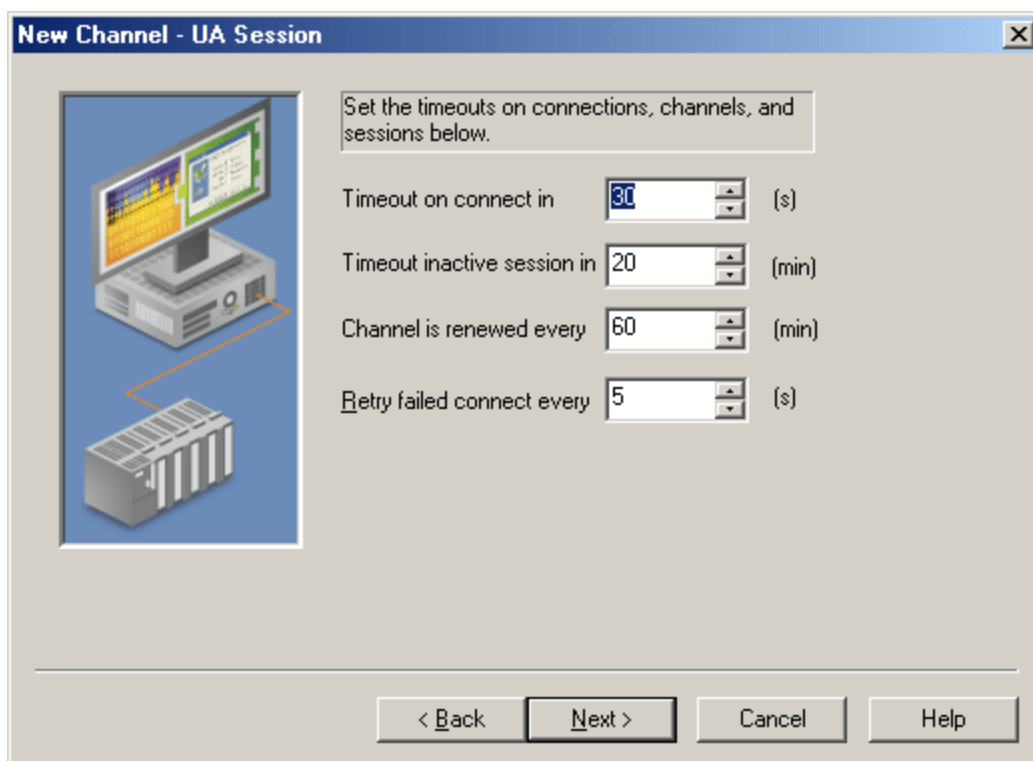 New Channel - UA Session
Set the timeouts on connections, channels, and
sessions below.
Timeout on connect in 30 (s)
Timeout inactive session in 20 (min)
Channel is renewed every 60 (min)
Retry failed connect every 5 (s)
< Back Next > Cancel Help